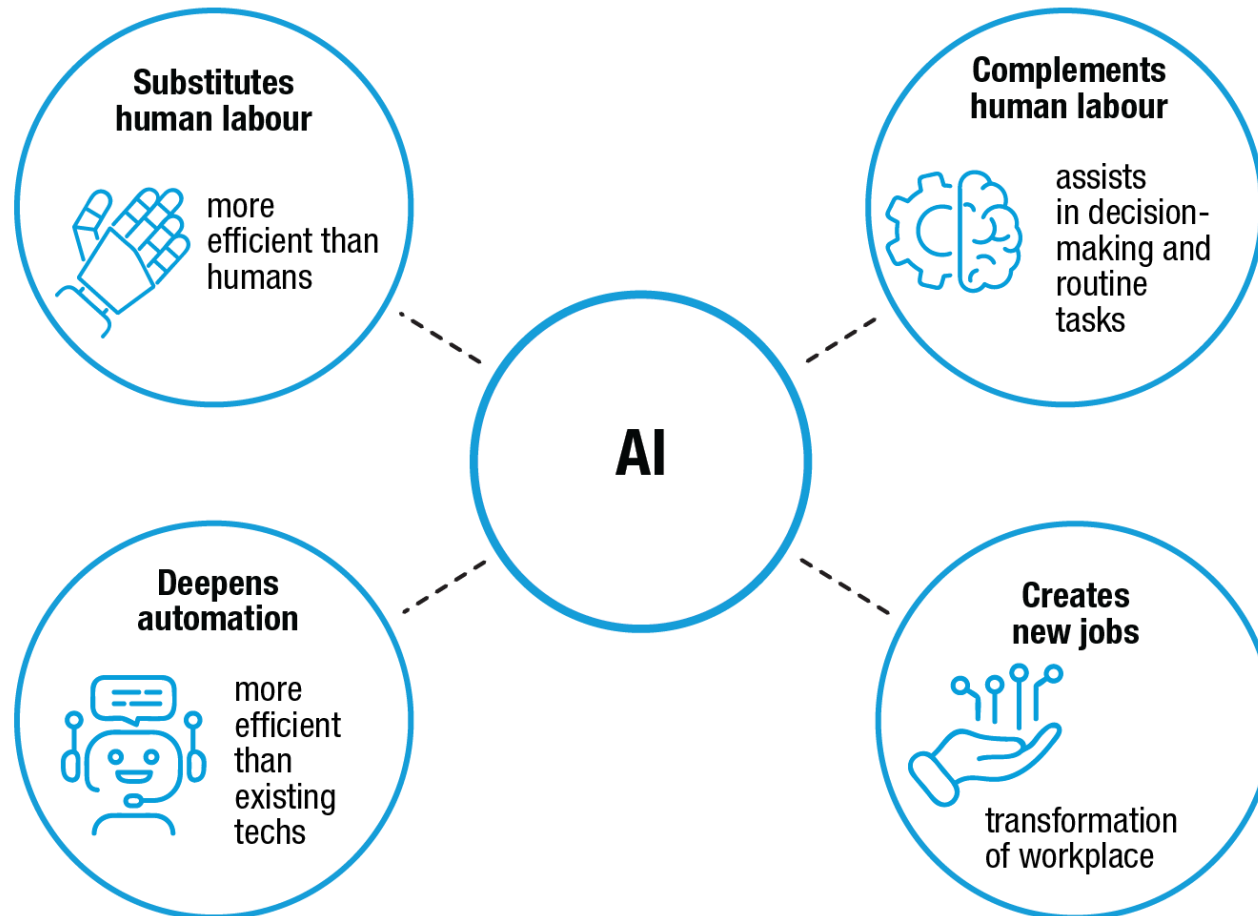 Substitutes
human labour
more
efficient than
humans
Complements
human labour
assists
in decision-
making and
routine
tasks
AI
Deepens
automation
more
efficient
than
existing
techs
Creates
new jobs
transformation
of workplace